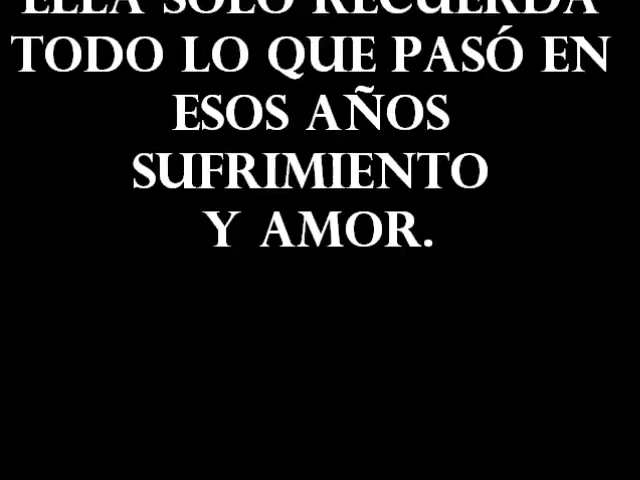 ELLA SOLO RECUERDA
TODO LO QUE PASÓ EN
ESOS AÑOS
SUFRIMIENTO
Y AMOR.